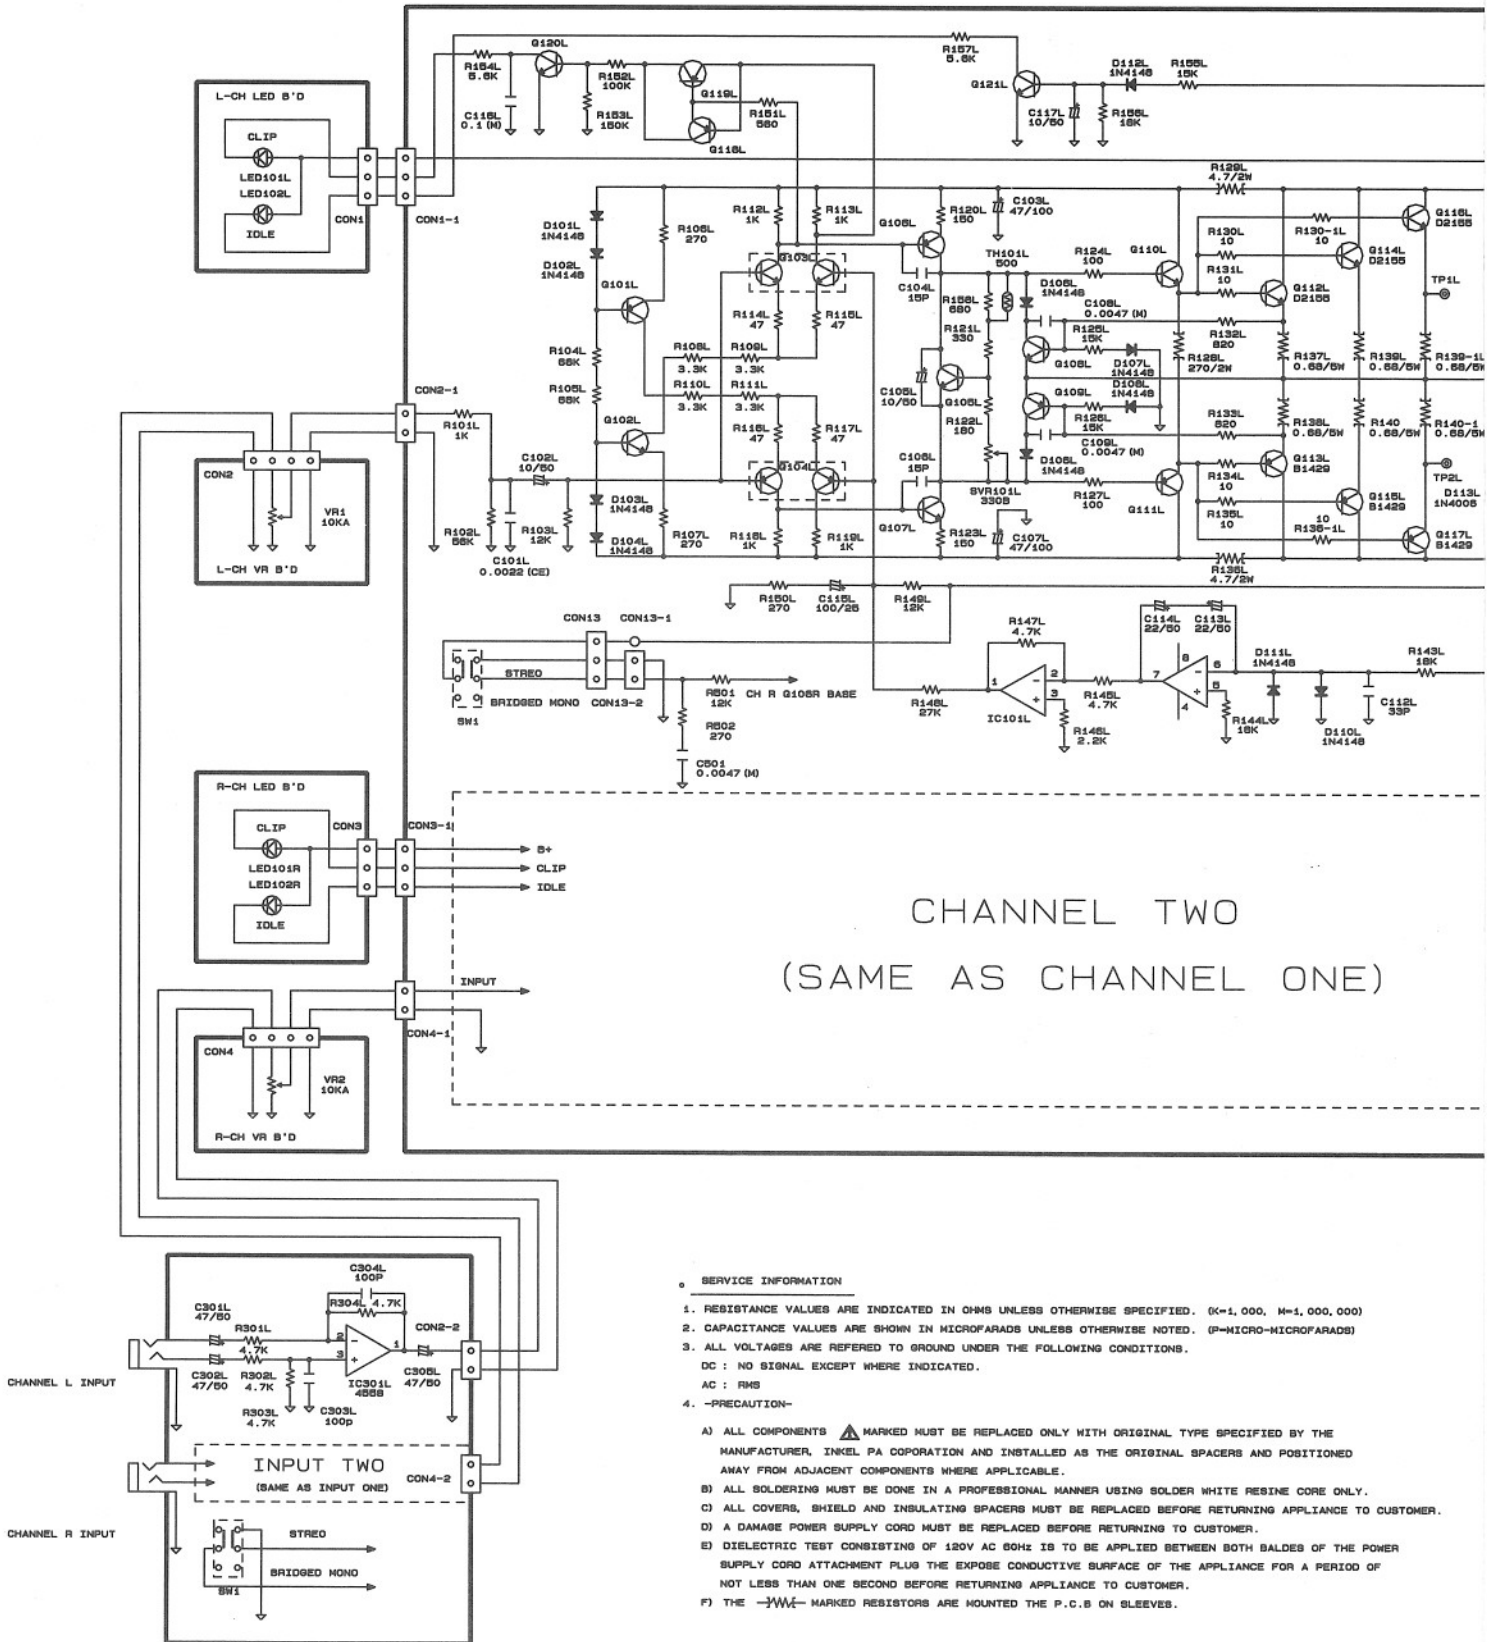 R154L
5.6K
Q120L
R152L
100K
Q119L
R151L
560
Q118L
R153L
150K
C116L
0.1 (M)
R157L
5.6K
Q121L
D112L
1N4148
R155L
15K
C117L
10/50
R156L
18K
L-CH LED B'D
CLIP
LED101L
LED102L
IDLE
CON1
CON1-1
R129L
4.7/2W
D101L
1N4148
D102L
1N4148
R106L
270
R112L
1K
R113L
1K
Q106L
R120L
150
C103L
47/100
Q103L
Q101L
C104L
15P
TH101L
500
R158L
680
R124L
100
Q110L
R130L
10
R130-1L
10
Q116L
D2155
Q114L
D2155
R131L
10
Q112L
D2155
TP1L
R114L
47
R115L
47
C108L
0.0047 (M)
R121L
330
R125L
15K
R132L
820
R104L
R108L
3.3K
R109L
3.3K
Q108L
D107L
1N4148
R128L
270/2W
R137L
0.68/5W
R139L
0.68/5W
R139-1L
0.68/5W
R105L
R110L
3.3K
R111L
3.3K
C105L
10/50
Q105L
Q109L
D108L
1N4148
Q102L
R116L
47
R117L
47
R122L
180
R126L
15K
C109L
0.0047 (M)
R133L
820
R138L
0.68/5W
R140
0.68/5W
R140-1
0.68/5W
CON2-1
R101L
1K
C102L
10/50
Q104L
C106L
15P
SVR101L
330B
R127L
100
Q111L
Q113L
B1429
R134L
10
R135L
10
Q115L
B1429
TP2L
D113L
1N4005
10
R136-1L
Q117L
B1429
CON2
VR1
10KA
L-CH VR B'D
R102L
56K
C101L
0.0022 (CE)
R103L
12K
D103L
1N4148
D104L
1N4148
R107L
270
R118L
1K
R119L
1K
Q107L
R123L
150
C107L
47/100
4.7/2W
R150L
270
C115L
100/25
R149L
12K
CON13
CON13-1
STREO
BRIDGED MONO
CON13-2
SW1
R501
12K
CH R Q108R BASE
R502
270
C501
0.0047 (M)
R148L
27K
R147L
4.7K
IC101L
1
2
3
R146L
2.2K
R145L
4.7K
C114L
22/50
C113L
22/50
7
8
6
5
4
R144L
18K
D111L
1N4148
D110L
1N4148
C112L
33P
R143L
18K
R-CH LED B'D
CLIP
LED101R
LED102R
IDLE
CON3
CON3-1
B+
CLIP
IDLE
CHANNEL TWO
(SAME AS CHANNEL ONE)
INPUT
CON4-1
CON4
VR2
10KA
R-CH VR B'D
C304L
100P
R304L 4.7K
C301L
47/50
R301L
4.7K
2
3
1
CON2-2
C302L
47/50
R302L
4.7K
IC301L
4558
C305L
47/50
R303L
4.7K
C303L
100p
CHANNEL L INPUT
INPUT TWO
(SAME AS INPUT ONE)
CON4-2
CHANNEL R INPUT
STREO
BRIDGED MONO
SW1
SERVICE INFORMATION
1. RESISTANCE VALUES ARE INDICATED IN OHMS UNLESS OTHERWISE SPECIFIED. (K=1,000, M=1,000,000)
2. CAPACITANCE VALUES ARE SHOWN IN MICROFARADS UNLESS OTHERWISE NOTED. (P=MICRO-MICROFARADS)
3. ALL VOLTAGES ARE REFERED TO GROUND UNDER THE FOLLOWING CONDITIONS.
DC : NO SIGNAL EXCEPT WHERE INDICATED.
AC : RMS
4. -PRECAUTION-
A) ALL COMPONENTS MARKED MUST BE REPLACED ONLY WITH ORIGINAL TYPE SPECIFIED BY THE
MANUFACTURER, INKEL PA COPORATION AND INSTALLED AS THE ORIGINAL SPACERS AND POSITIONED
AWAY FROM ADJACENT COMPONENTS WHERE APPLICABLE.
B) ALL SOLDERING MUST BE DONE IN A PROFESSIONAL MANNER USING SOLDER WHITE RESINE CORE ONLY.
C) ALL COVERS, SHIELD AND INSULATING SPACERS MUST BE REPLACED BEFORE RETURNING APPLIANCE TO CUSTOMER.
D) A DAMAGE POWER SUPPLY CORD MUST BE REPLACED BEFORE RETURNING TO CUSTOMER.
E) DIELECTRIC TEST CONSISTING OF 120V AC 60Hz IS TO BE APPLIED BETWEEN BOTH BALDES OF THE POWER
SUPPLY CORD ATTACHMENT PLUG THE EXPOSE CONDUCTIVE SURFACE OF THE APPLIANCE FOR A PERIOD OF
NOT LESS THAN ONE SECOND BEFORE RETURNING APPLIANCE TO CUSTOMER.
F) THE MARKED RESISTORS ARE MOUNTED THE P.C.B ON SLEEVES.